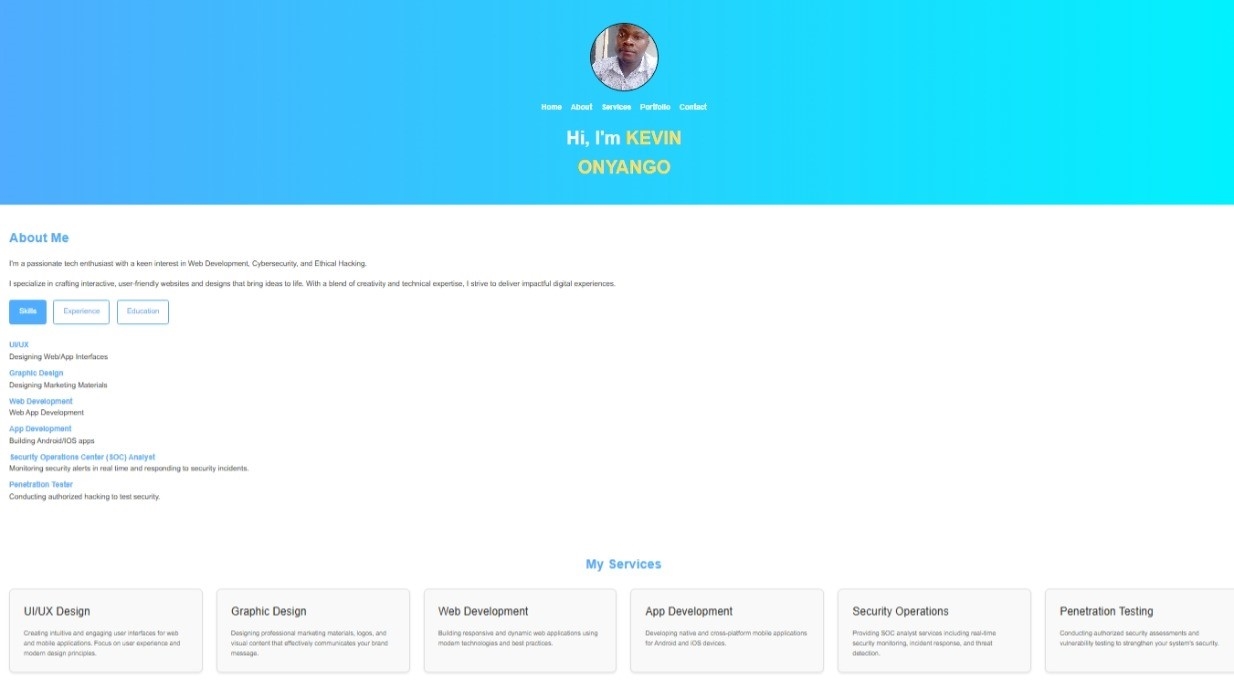 Home About Services Portfolio Contact
Hi, I'm KEVIN
ONYANGO
About Me
I'm a passionate tech enthusiast with a keen interest in Web Development, Cybersecurity, and Ethical Hacking.
I specialize in crafting interactive, user-friendly websites and designs that bring ideas to life. With a blend of creativity and technical expertise, I strive to deliver impactful digital experiences.
Skills Experience Education
UI/UX
Designing Web/App Interfaces
Graphic Design
Designing Marketing Materials
Web Development
Web App Development
App Development
Building Android/IOS apps
Security Operations Center (SOC) Analyst
Monitoring security alerts in real time and responding to security incidents.
Penetration Tester
Conducting authorized hacking to test security.
My Services
UI/UX Design
Creating intuitive and engaging user interfaces for web
and mobile applications. Focus on user experience and
modern design principles.
Graphic Design
Designing professional marketing materials, logos, and
visual content that effectively communicates your brand
message.
Web Development
Building responsive and dynamic web applications using
modern technologies and best practices.
App Development
Developing native and cross-platform mobile applications
for Android and iOS devices.
Security Operations
Providing SOC analyst services including real-time
security monitoring, incident response, and threat
detection.
Penetration Testing
Conducting authorized security assessments and
vulnerability testing to strengthen your system's security.